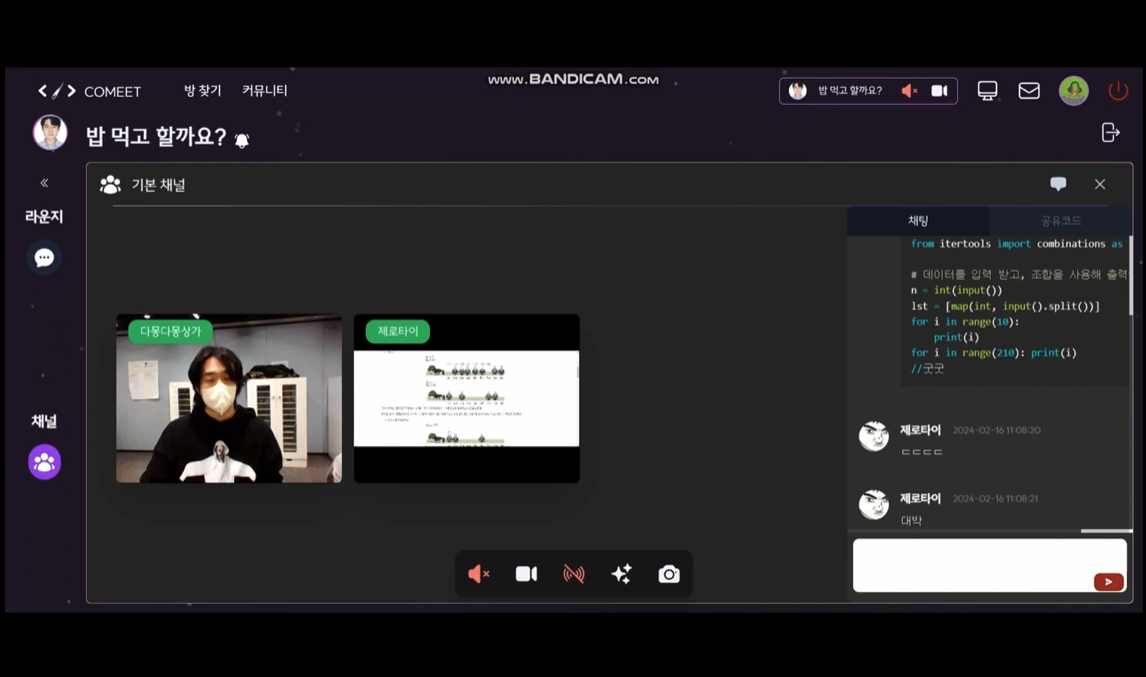 www.BANDICAM.com
COMEET
방 찾기
커뮤니티
밥 먹고 할까요?
밥 먹고 할까요?
라운지
채널
기본 채널
다몽다몽상가
제로타이
채팅
공유코드
from itertools import combinations as
# 데이터를 입력 받고, 조합을 사용해 출력
n = int(input())
lst = [map(int, input().split())]
for i in range(10):
print(i)
for i in range(210): print(i)
//굿굿
제로타이 2024-02-16 11:08:20
ㄷㄷㄷㄷ
제로타이 2024-02-16 11:08:21
대박